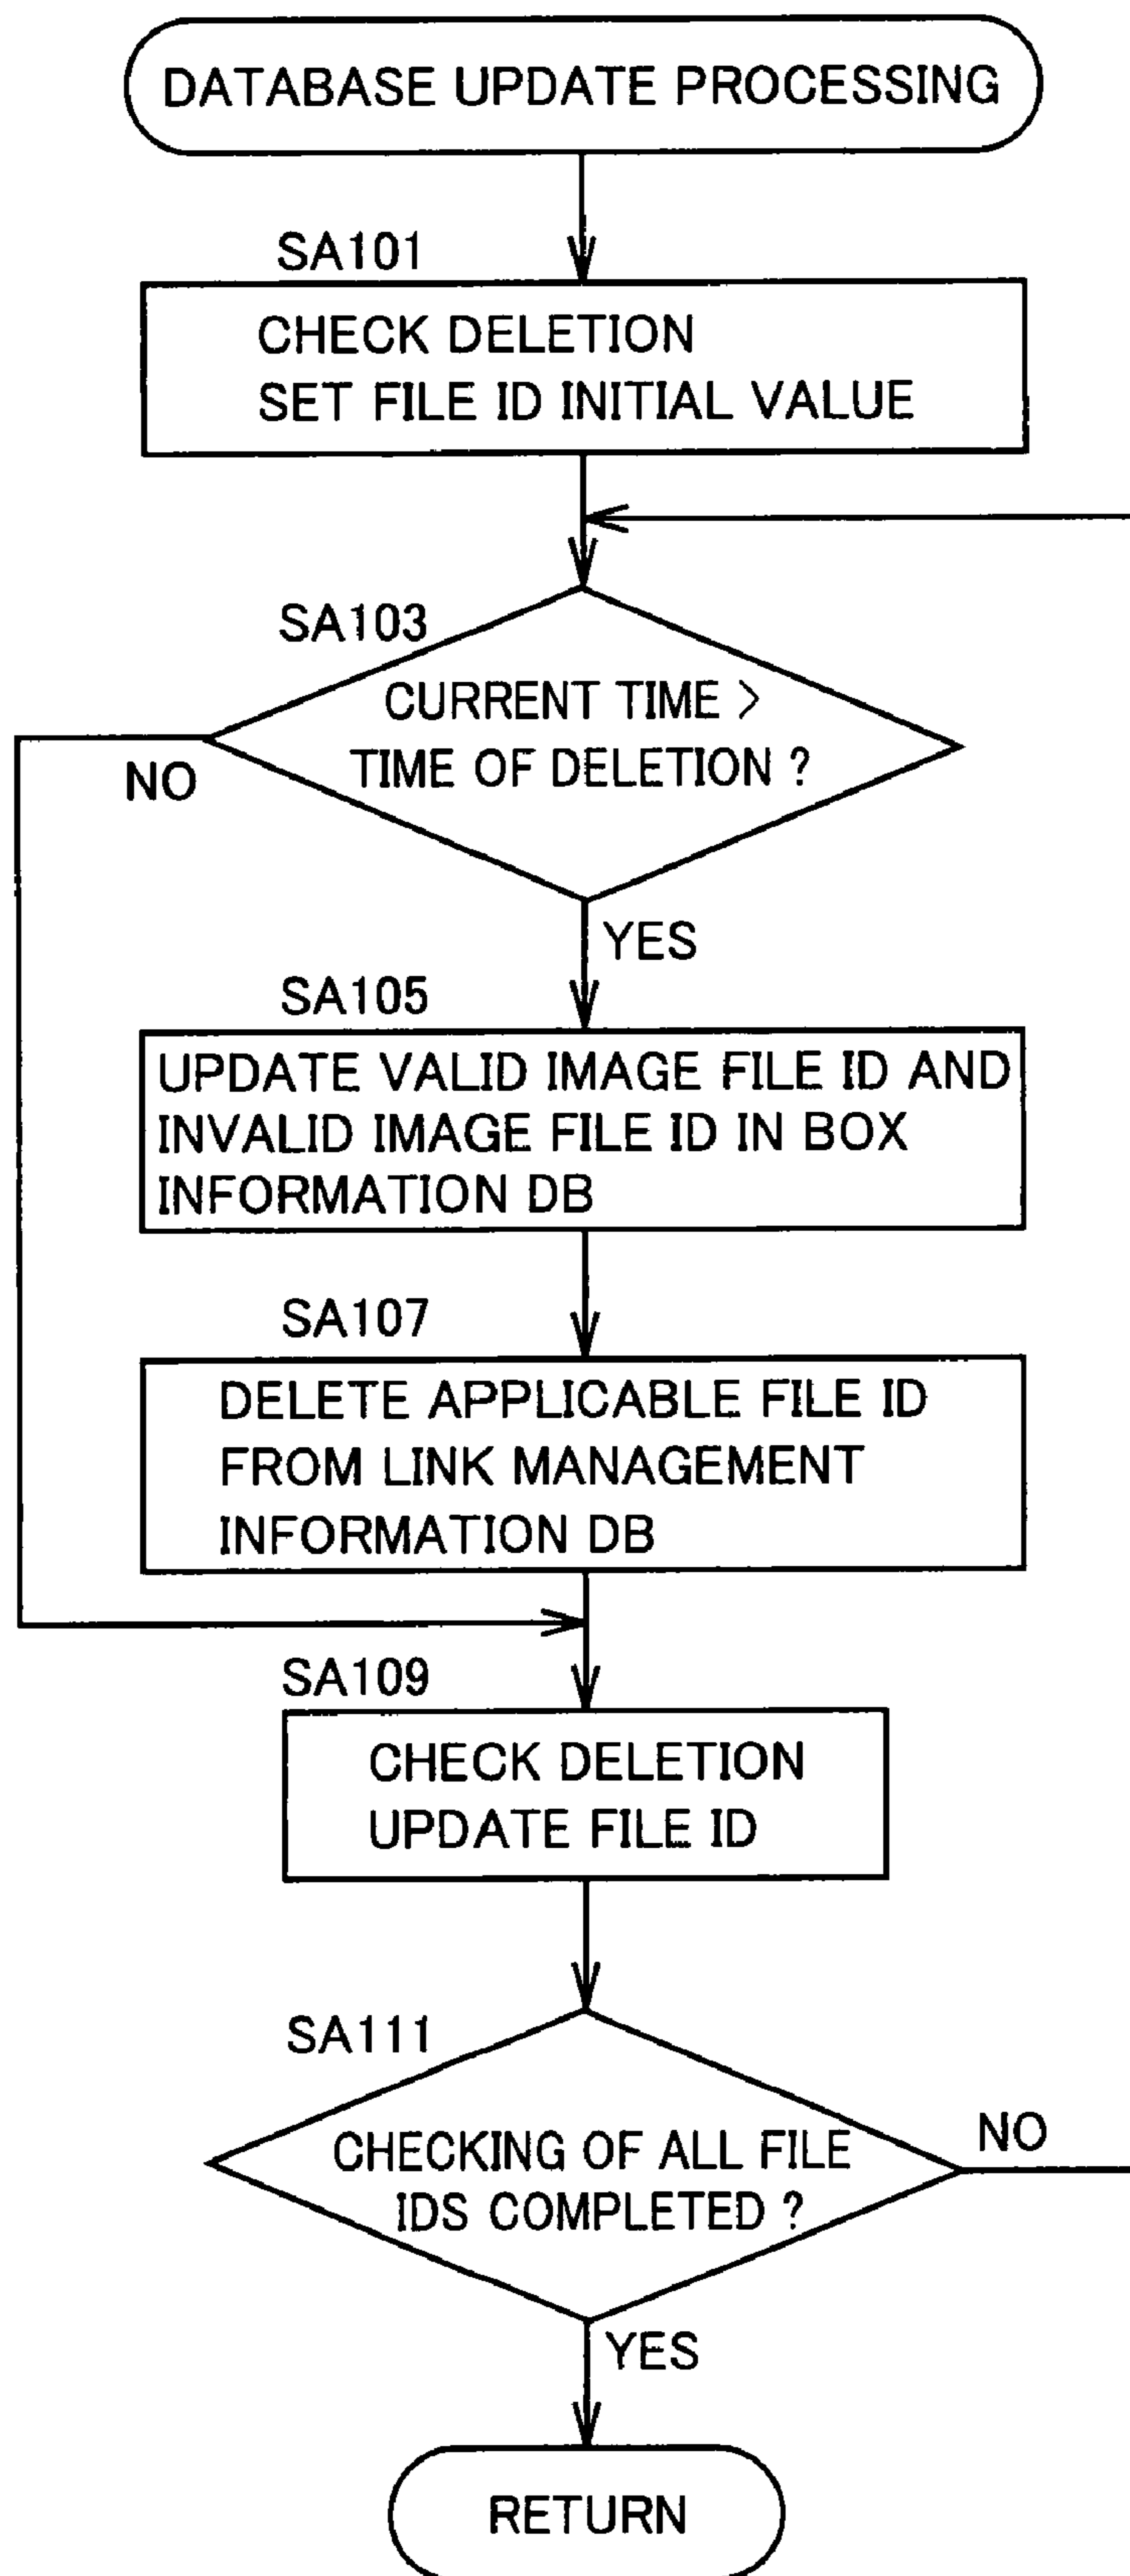 DATABASE UPDATE PROCESSING
SA101
CHECK DELETION
SET FILE ID INITIAL VALUE
SA103
CURRENT TIME >
TIME OF DELETION ?
NO
YES
SA105
UPDATE VALID IMAGE FILE ID AND
INVALID IMAGE FILE ID IN BOX
INFORMATION DB
SA107
DELETE APPLICABLE FILE ID
FROM LINK MANAGEMENT
INFORMATION DB
SA109
CHECK DELETION
UPDATE FILE ID
SA111
CHECKING OF ALL FILE
IDS COMPLETED ?
NO
YES
RETURN